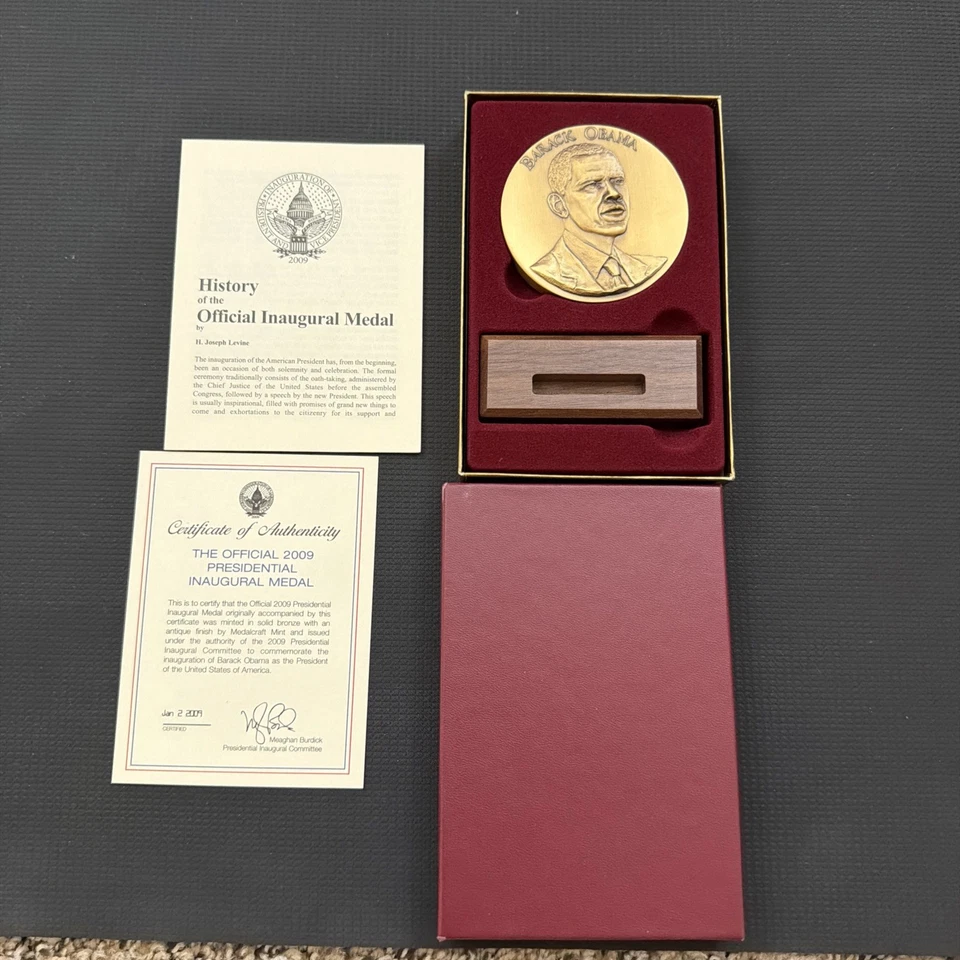 INAUGURATION OF
PRESIDENT AND VICE PRESIDENT
2009
History
of the
Official Inaugural Medal
by
H. Joseph Levine
The inauguration of the American President has, from the beginning,
been an occasion of both solemnity and celebration. The formal
ceremony traditionally consists of the oath-taking, administered by
the Chief Justice of the United States before the assembled
Congress, followed by a speech by the new President. This speech
is usually inspirational, filled with promises of grand new things to
come and exhortations to the citizenry for its support and
BARACK OBAMA
Certificate of Authenticity
THE OFFICIAL 2009
PRESIDENTIAL
INAUGURAL MEDAL
This is to certify that the Official 2009 Presidential
Inaugural Medal originally accompanied by this
certificate was minted in solid bronze with an
antique finish by Medalcraft Mint and issued
under the authority of the 2009 Presidential
Inaugural Committee to commemorate the
inauguration of Barack Obama as the President
of the United States of America.
Jan 2 2009
CERTIFIED
Meaghan Burdick
Presidential Inaugural Committee